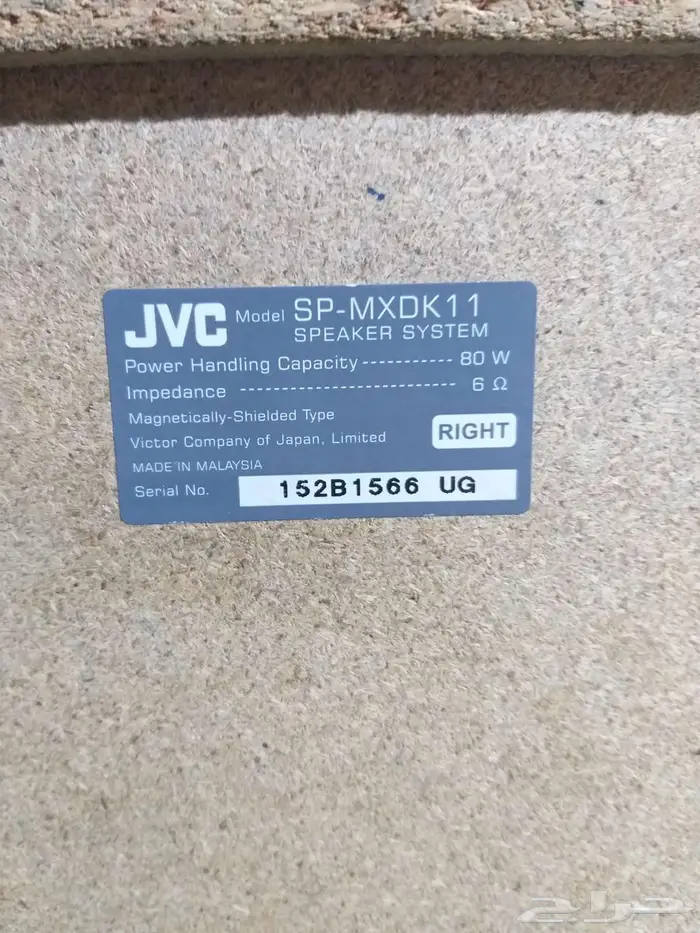 JVC Model SP-MXDK11
SPEAKER SYSTEM
Power Handling Capacity ----------- 80 W
Impedance -------------------------- 6 Ω
Magnetically-Shielded Type
Victor Company of Japan, Limited
RIGHT
MADE IN MALAYSIA
Serial No. 152B1566 UG
حراج